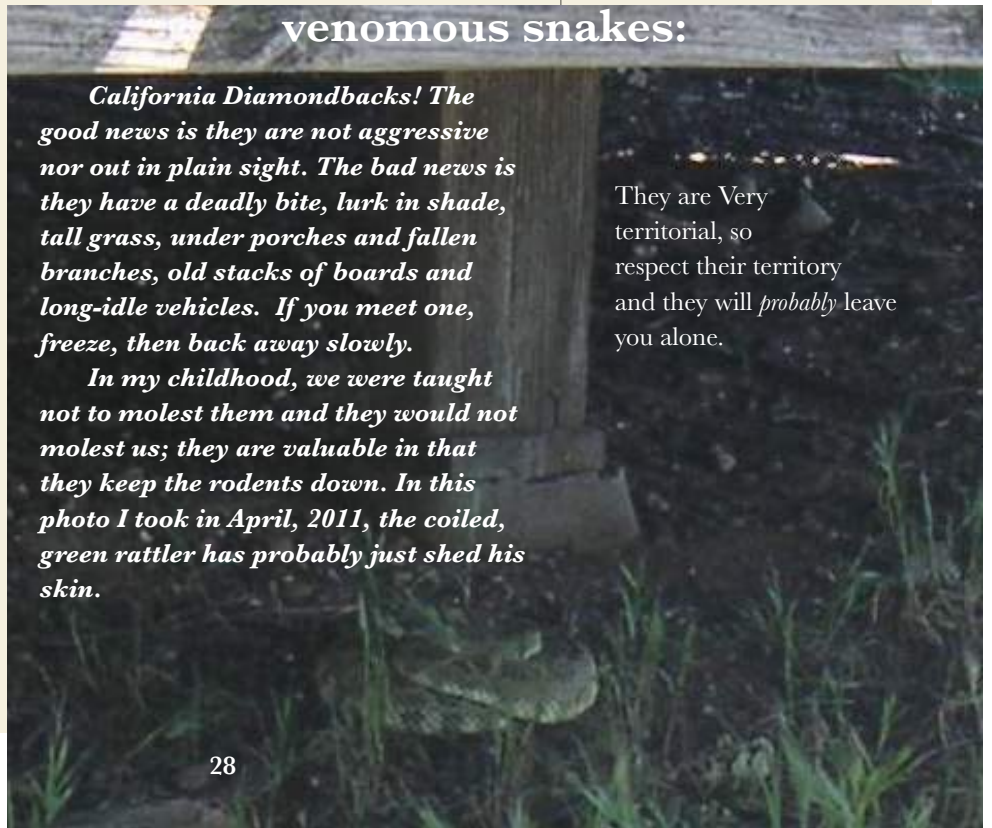 venomous snakes:
California Diamondbacks! The
good news is they are not aggressive
nor out in plain sight. The bad news is
they have a deadly bite, lurk in shade,
tall grass, under porches and fallen
branches, old stacks of boards and
long-idle vehicles.  If you meet one,
freeze, then back away slowly.
In my childhood, we were taught
not to molest them and they would not
molest us; they are valuable in that
they keep the rodents down. In this
photo I took in April, 2011, the coiled,
green rattler has probably just shed his
skin.
They are Very
territorial, so
respect their territory
and they will probably leave
you alone.
28